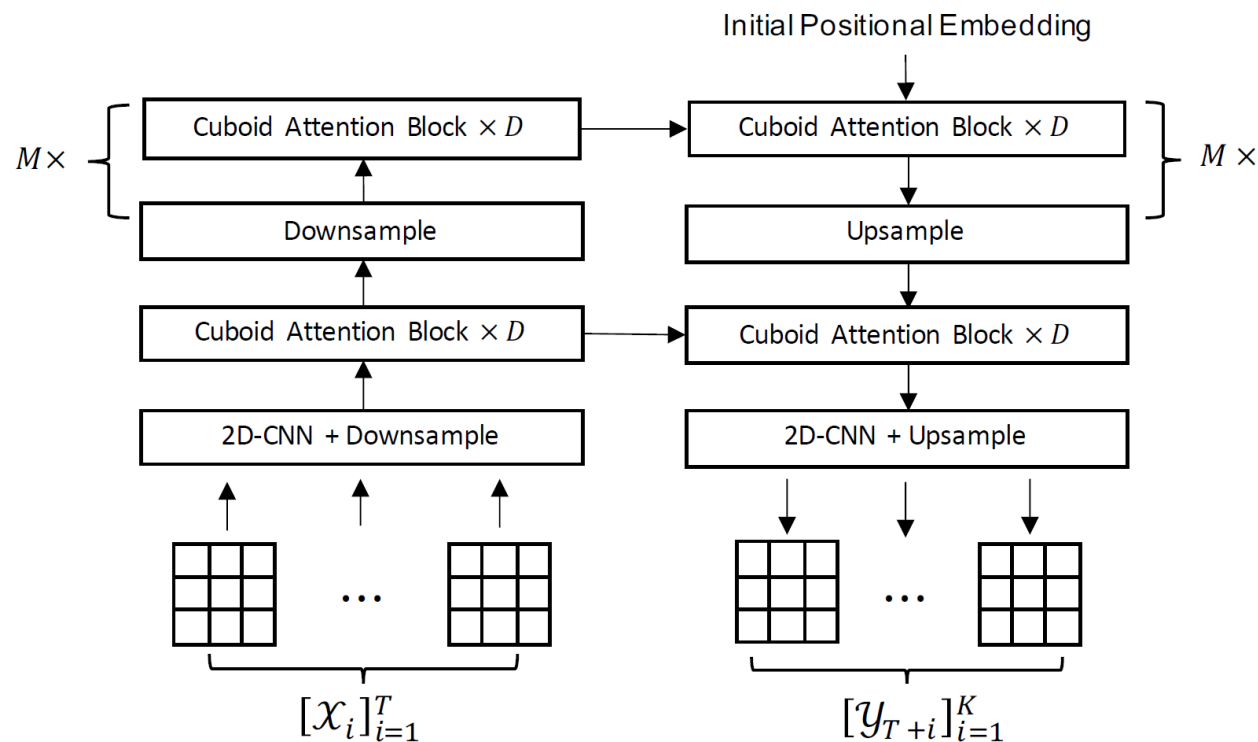 Initial Positional Embedding
Cuboid Attention Block × D
Cuboid Attention Block × D
M ×
M ×
Downsample
Upsample
Cuboid Attention Block × D
Cuboid Attention Block × D
2D-CNN + Downsample
2D-CNN + Upsample
...
...
[𝒳_i]_{i=1}^T
[𝒴_{T+i}]_{i=1}^K